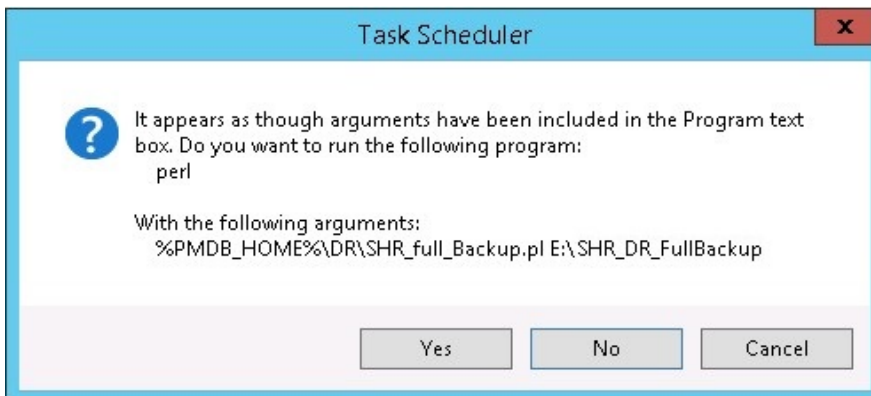 Task Scheduler
X
?
It appears as though arguments have been included in the Program text
box. Do you want to run the following program:
perl
With the following arguments:
%PMDB_HOME%\DR\SHR_full_Backup.pl E:\SHR_DR_FullBackup
Yes No Cancel